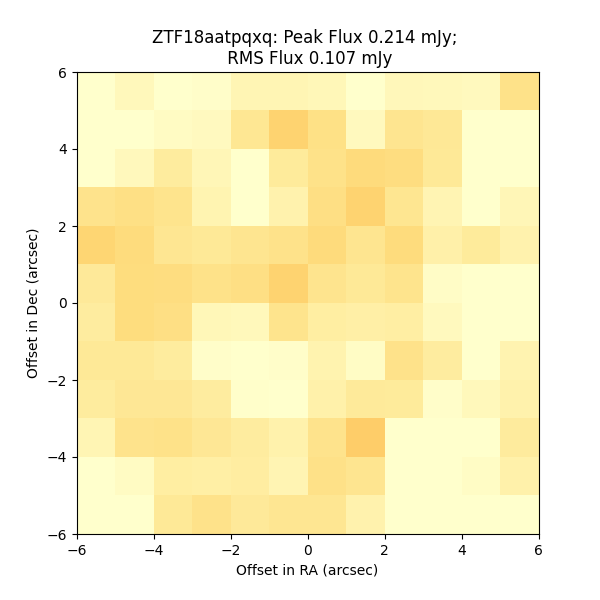 ZTF18aatpqxq: Peak Flux 0.214 mJy;
RMS Flux 0.107 mJy
6
4
2
0
−2
−4
−6
Offset in Dec (arcsec)
−6 −4 −2 0 2 4 6
Offset in RA (arcsec)